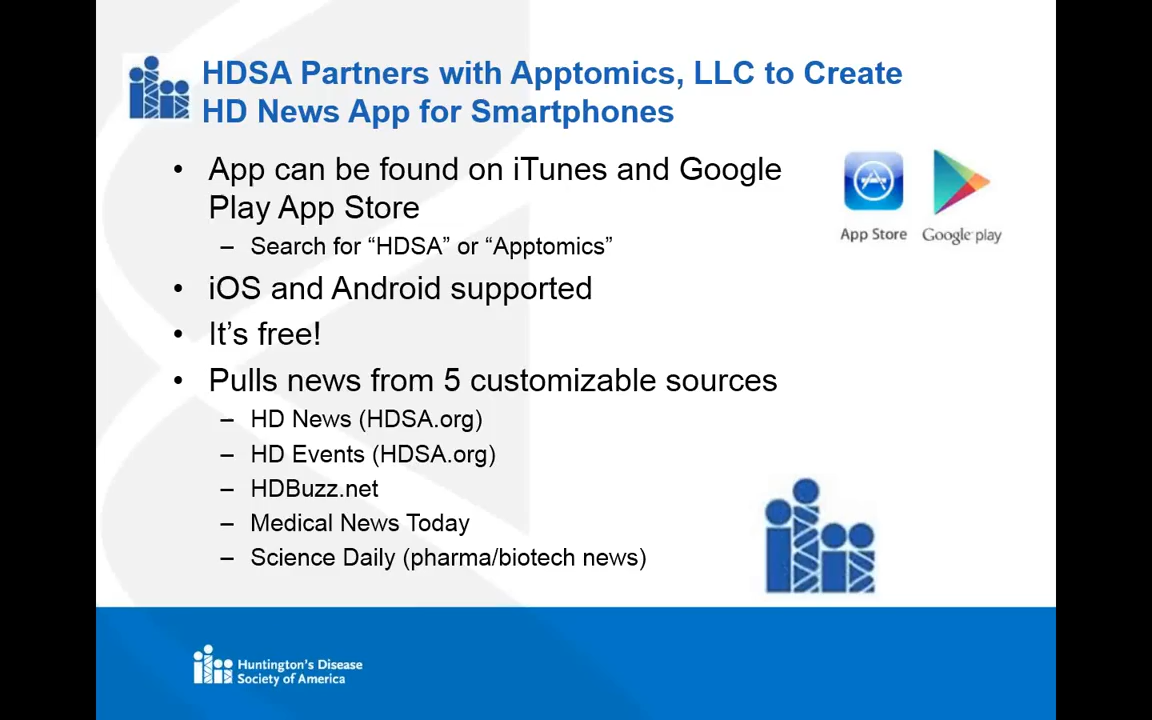 HDSA Partners with Apptomics, LLC to Create
HD News App for Smartphones
• App can be found on iTunes and Google
Play App Store
– Search for “HDSA” or “Apptomics”
• iOS and Android supported
• It’s free!
• Pulls news from 5 customizable sources
– HD News (HDSA.org)
– HD Events (HDSA.org)
– HDBuzz.net
– Medical News Today
– Science Daily (pharma/biotech news)
App Store
Google play
Huntington's Disease
Society of America